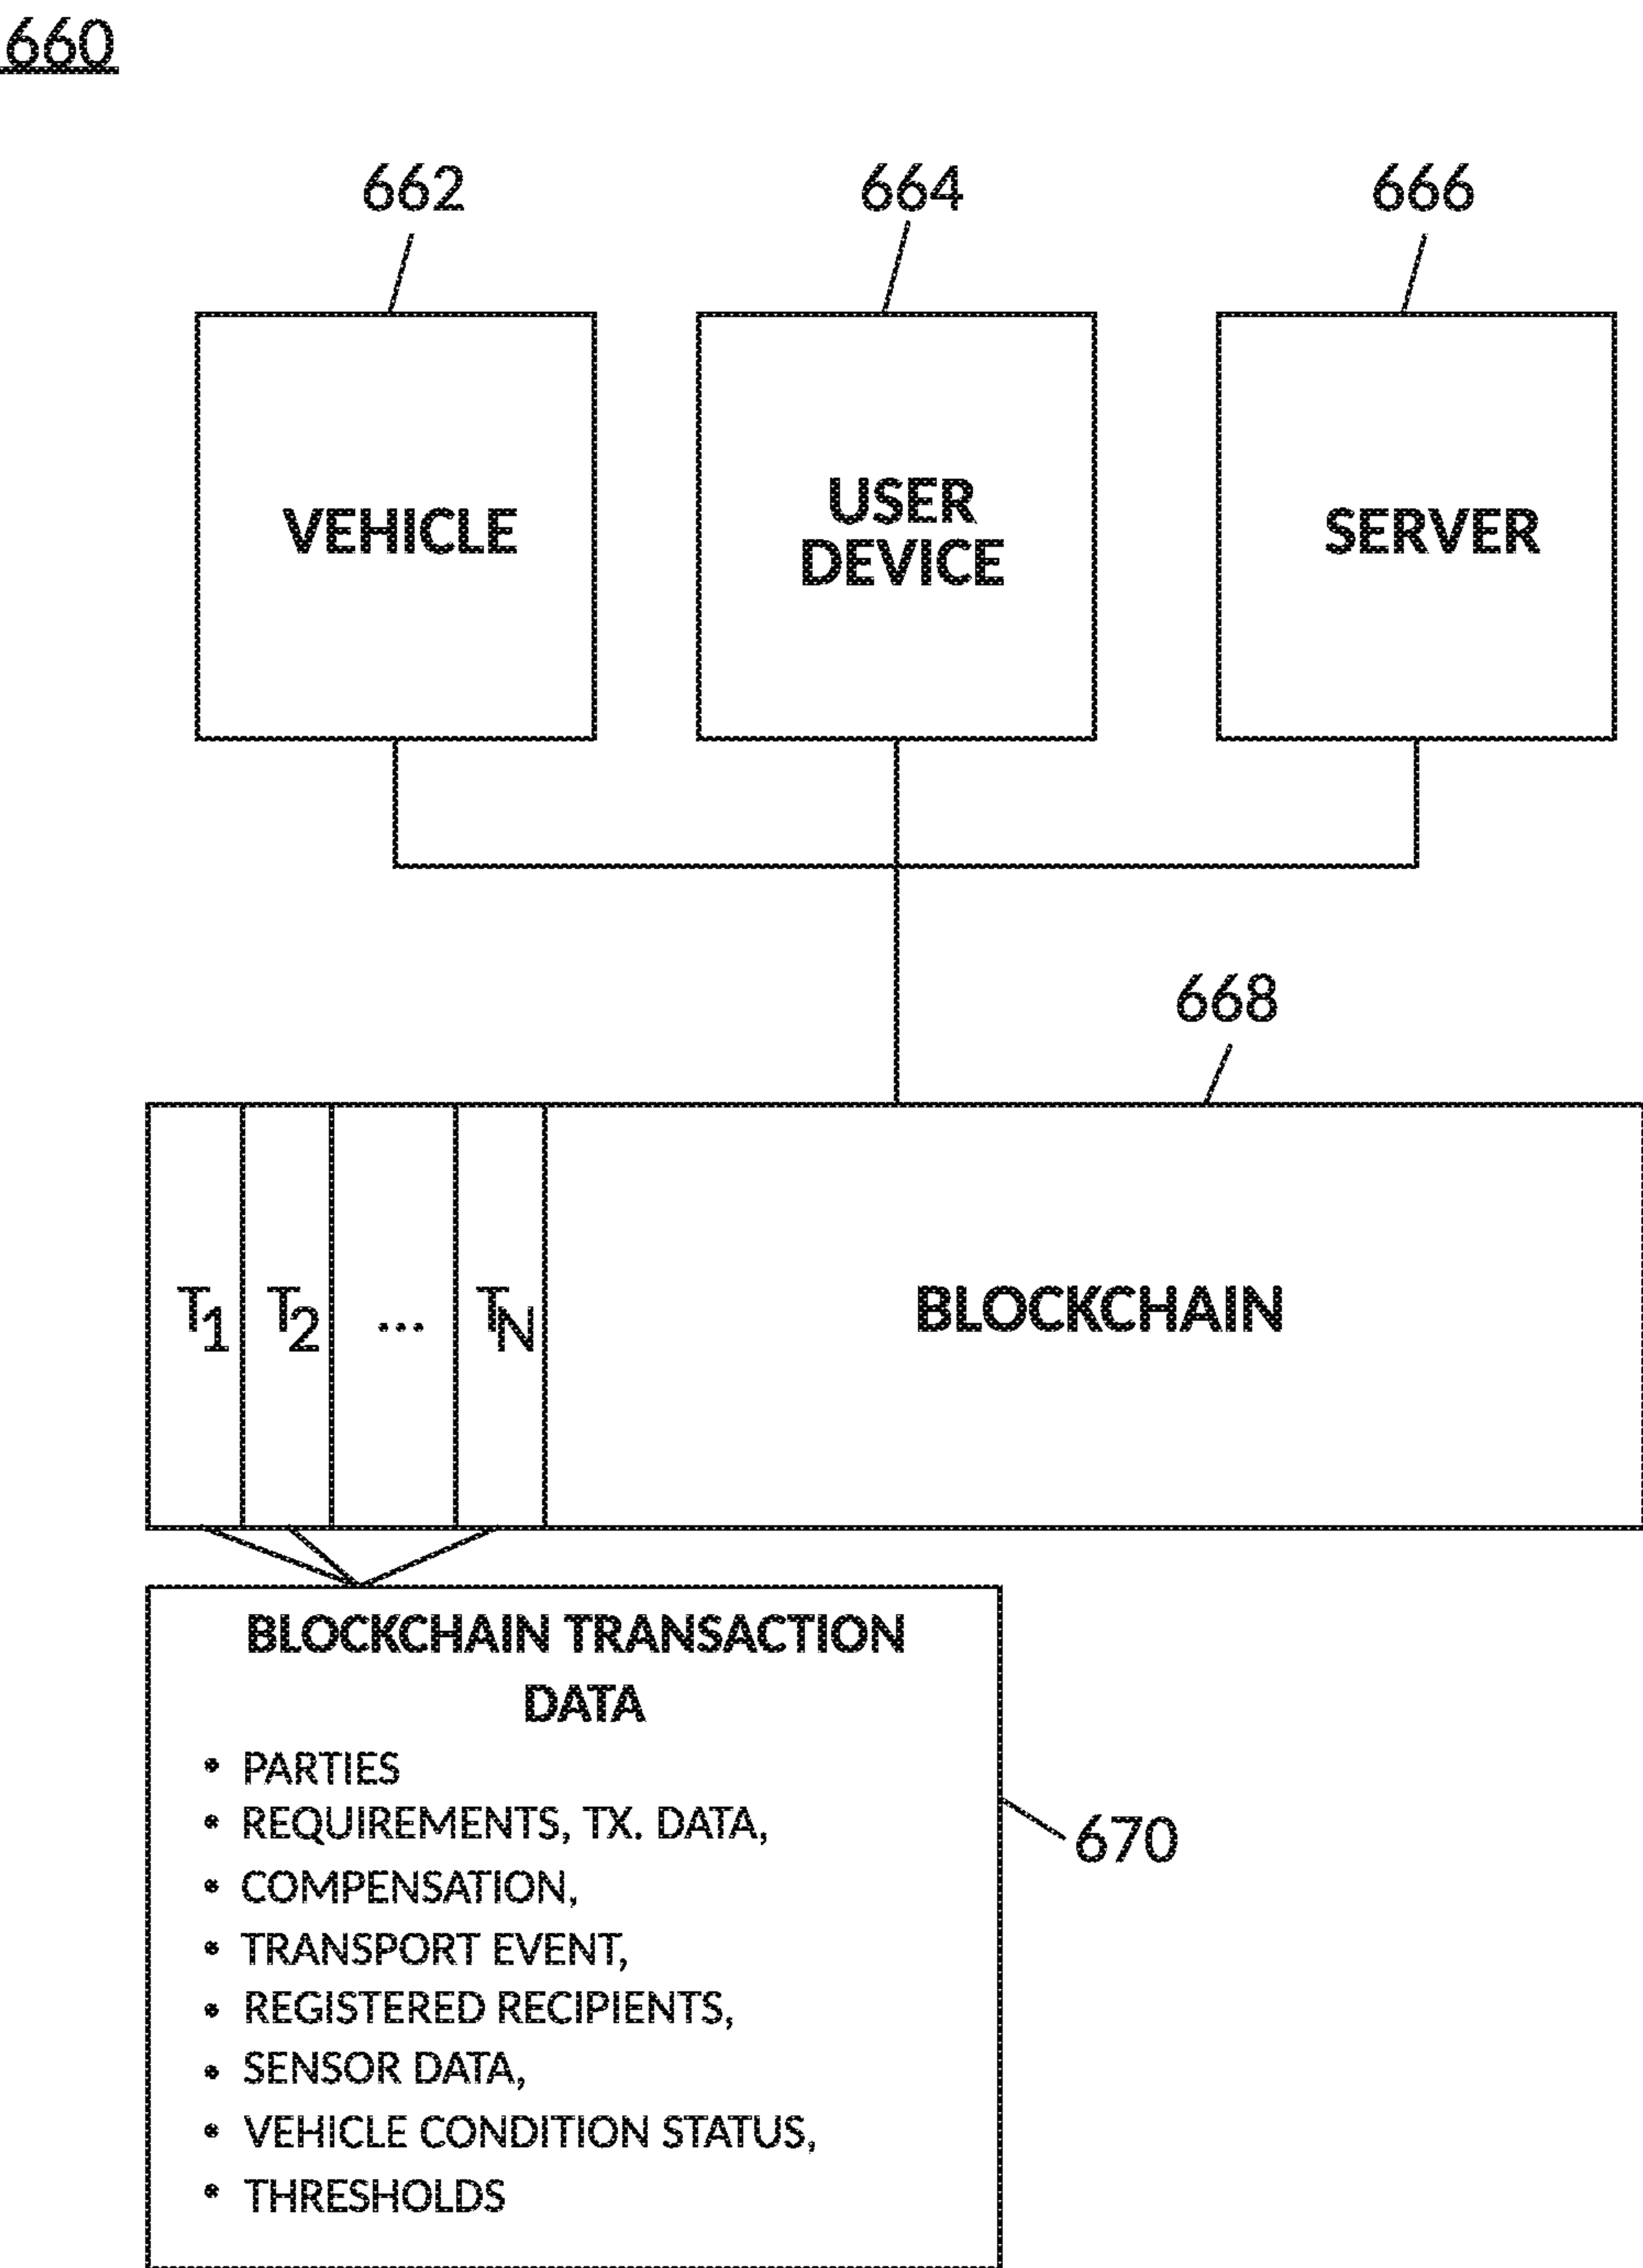 660
662
664
666
VEHICLE
USER
DEVICE
SERVER
668
T1
T2
...
TN
BLOCKCHAIN
BLOCKCHAIN TRANSACTION
DATA
• PARTIES
• REQUIREMENTS, TX. DATA,
• COMPENSATION,
• TRANSPORT EVENT,
• REGISTERED RECIPIENTS,
• SENSOR DATA,
• VEHICLE CONDITION STATUS,
• THRESHOLDS
670